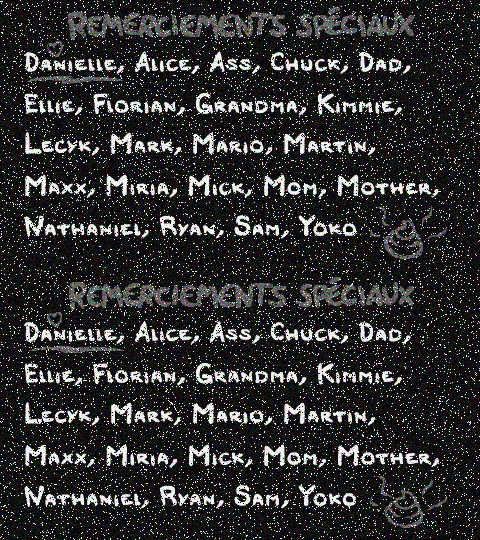 Remerciements spéciaux
Danielle, Alice, Ass, Chuck, Dad,
Ellie, Florian, Grandma, Kimmie,
Lecyk, Mark, Mario, Martin,
Maxx, Miria, Mick, Mom, Mother,
Nathaniel, Ryan, Sam, Yoko
Remerciements spéciaux
Danielle, Alice, Ass, Chuck, Dad,
Ellie, Florian, Grandma, Kimmie,
Lecyk, Mark, Mario, Martin,
Maxx, Miria, Mick, Mom, Mother,
Nathaniel, Ryan, Sam, Yoko